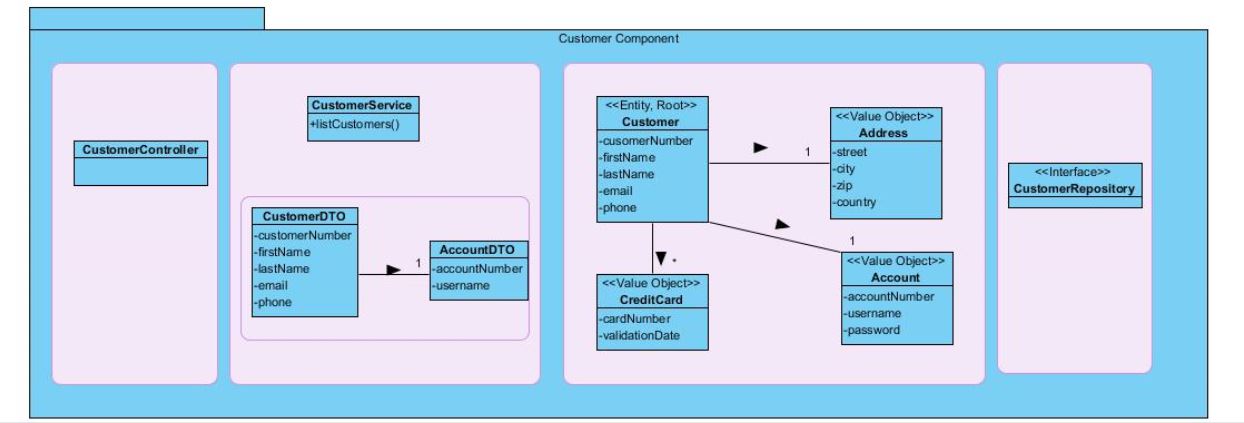 Customer Component
CustomerController
CustomerService
+listCustomers()
CustomerDTO
-customerNumber
-firstName
-lastName
-email
-phone
1
AccountDTO
-accountNumber
-username
<<Entity, Root>>
Customer
-cusomerNumber
-firstName
-lastName
-email
-phone
1
<<Value Object>>
Address
-street
-city
-zip
-country
*
<<Value Object>>
CreditCard
-cardNumber
-validationDate
1
<<Value Object>>
Account
-accountNumber
-username
-password
<<Interface>>
CustomerRepository